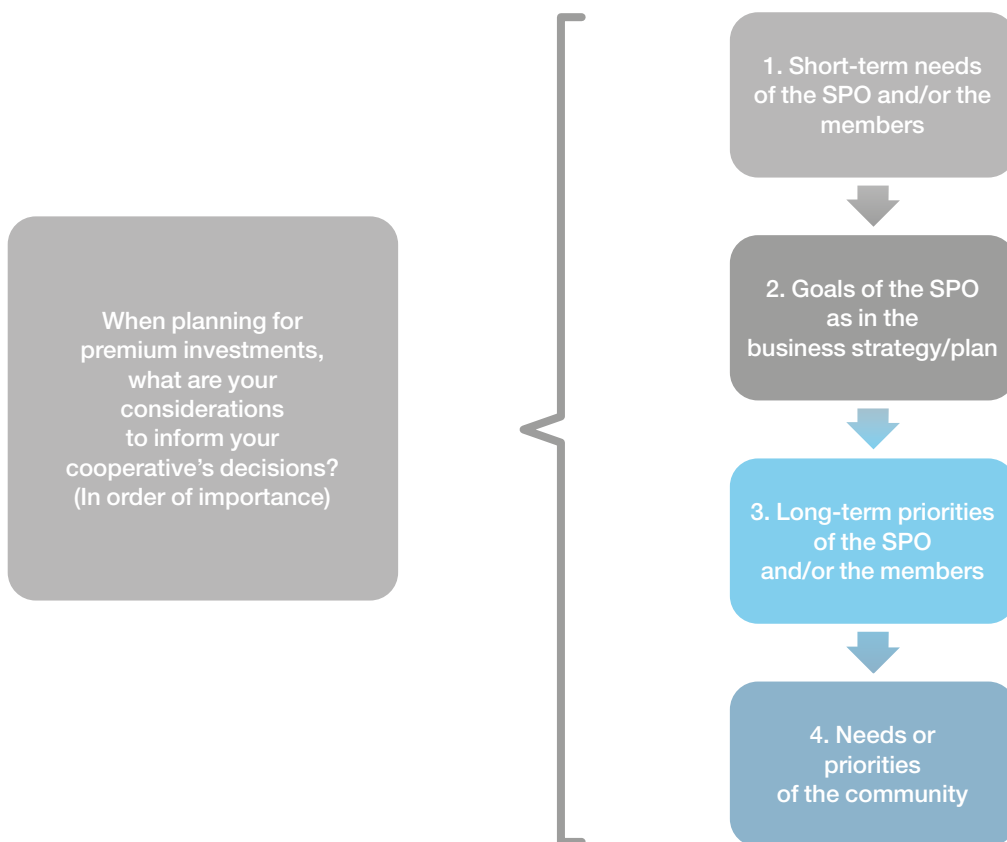 When planning for
premium investments,
what are your
considerations
to inform your
cooperative’s decisions?
(In order of importance)
1. Short-term needs
of the SPO and/or the
members
2. Goals of the SPO
as in the
business strategy/plan
3. Long-term priorities
of the SPO
and/or the members
4. Needs or
priorities
of the community